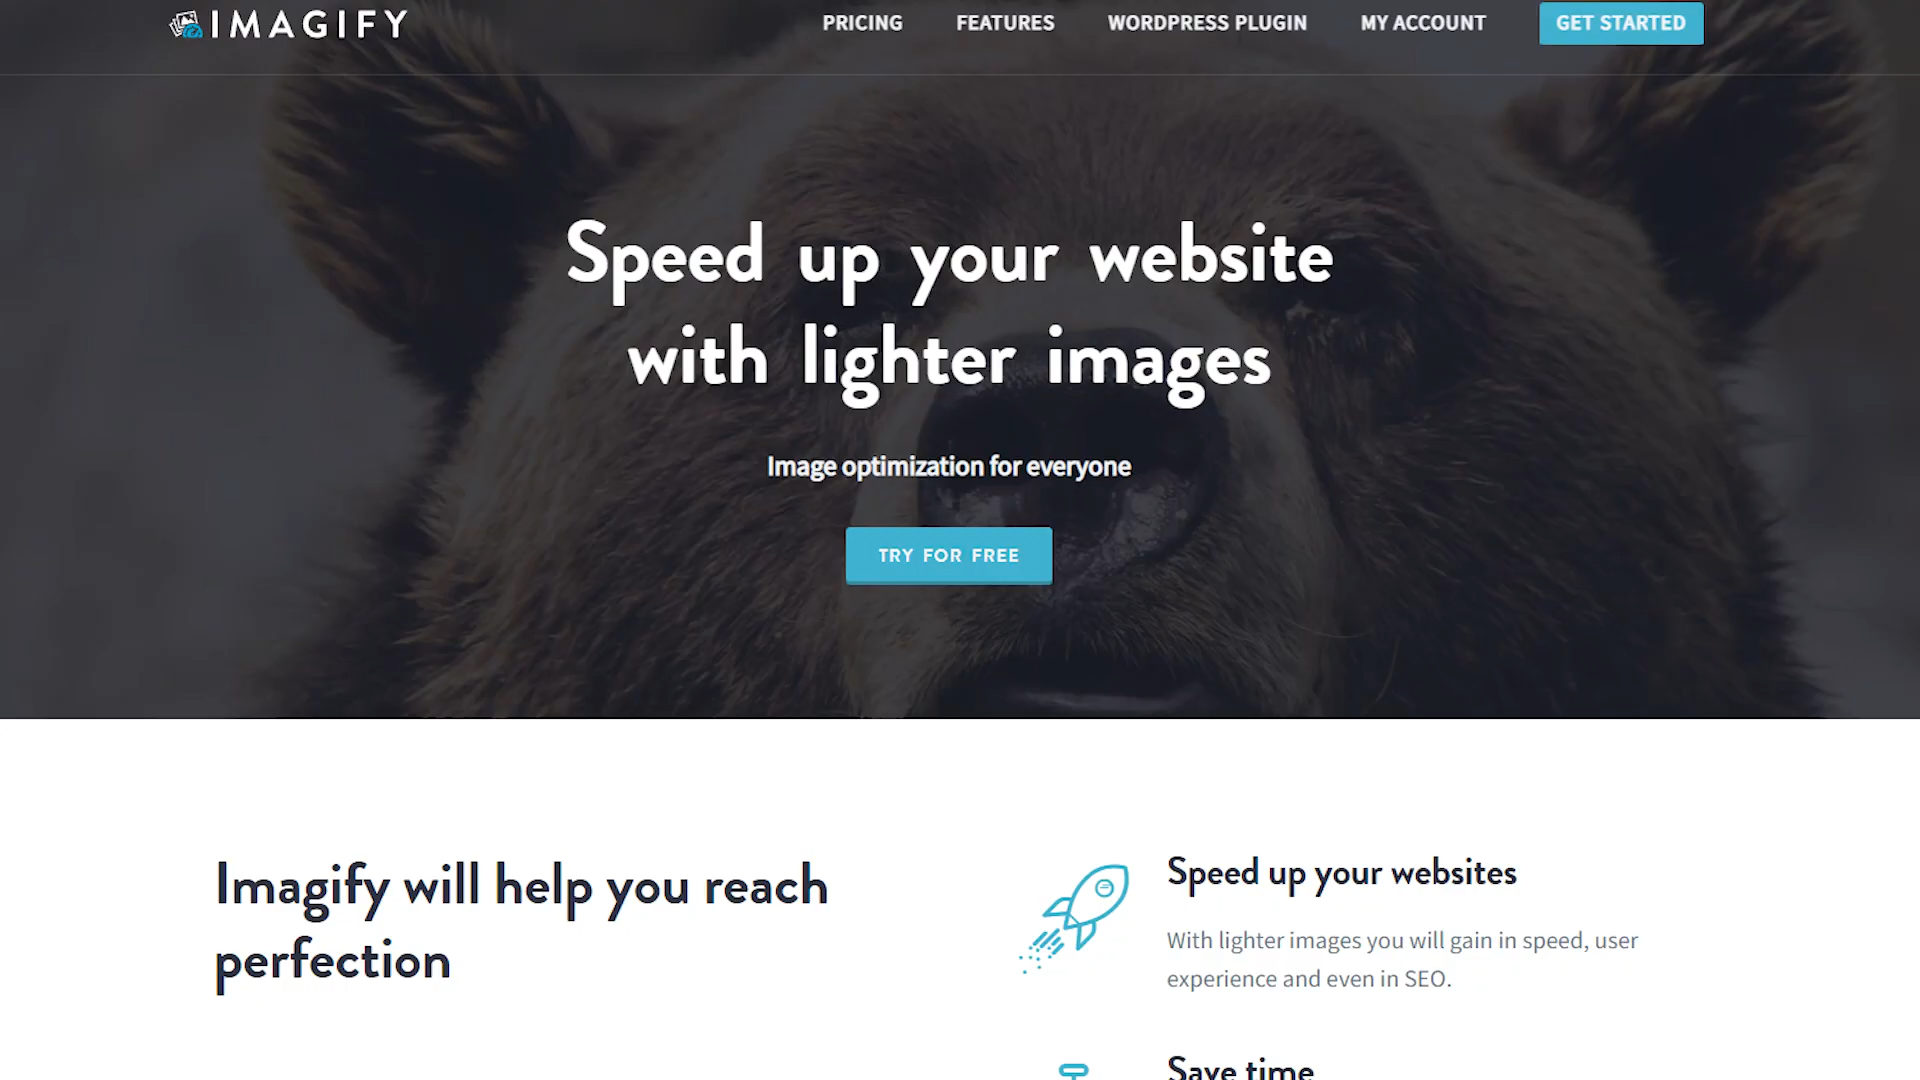 IMAGIFY
PRICING FEATURES WORDPRESS PLUGIN MY ACCOUNT GET STARTED
Speed up your website
with lighter images
Image optimization for everyone
TRY FOR FREE
Imagify will help you reach
perfection
Speed up your websites
With lighter images you will gain in speed, user
experience and even in SEO.
Save time